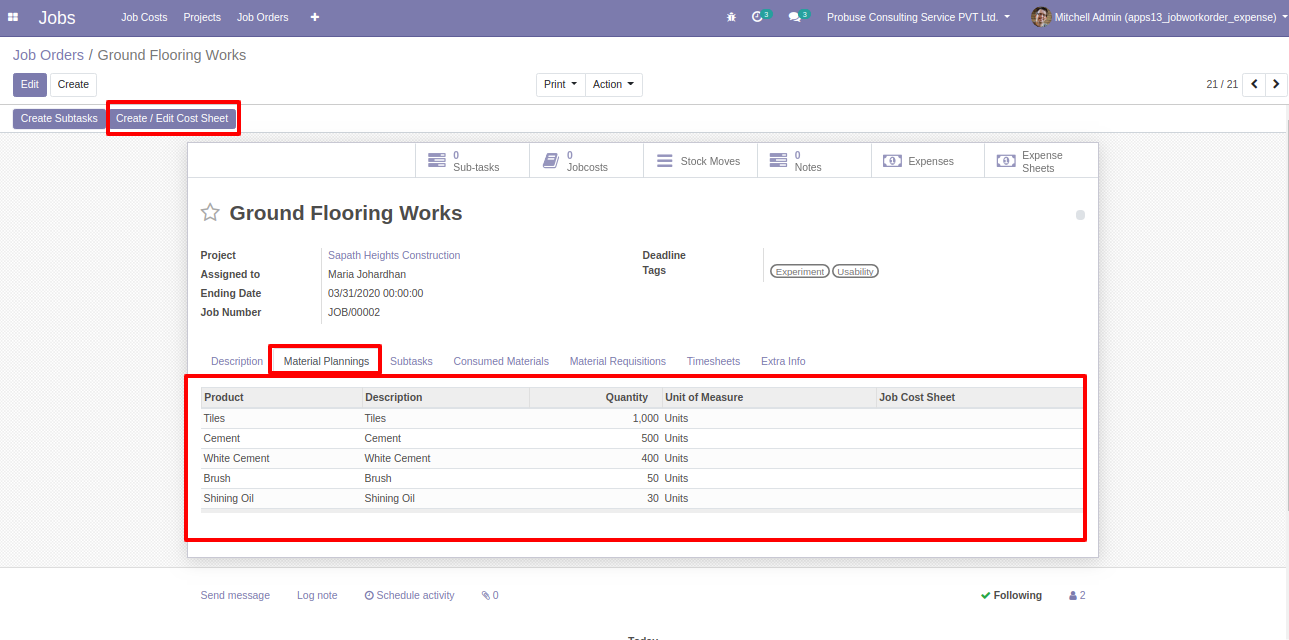 Jobs Job Costs Projects Job Orders 3 3 Probuse Consulting Service PVT Ltd. Mitchell Admin (apps13_jobworkorder_expense)
Job Orders / Ground Flooring Works
Edit Create Print Action 21 / 21
Create Subtasks Create / Edit Cost Sheet
0 Sub-tasks
0 Jobcosts
Stock Moves
0 Notes
Expenses
Expense Sheets
Ground Flooring Works
Project Sapath Heights Construction
Assigned to Maria Johardhan
Ending Date 03/31/2020 00:00:00
Job Number JOB/00002
Deadline
Tags Experiment Usability
Description Material Plannings Subtasks Consumed Materials Material Requisitions Timesheets Extra Info
Product Description Quantity Unit of Measure Job Cost Sheet
Tiles Tiles 1,000 Units
Cement Cement 500 Units
White Cement White Cement 400 Units
Brush Brush 50 Units
Shining Oil Shining Oil 30 Units
Send message Log note Schedule activity 0 Following 2
Today